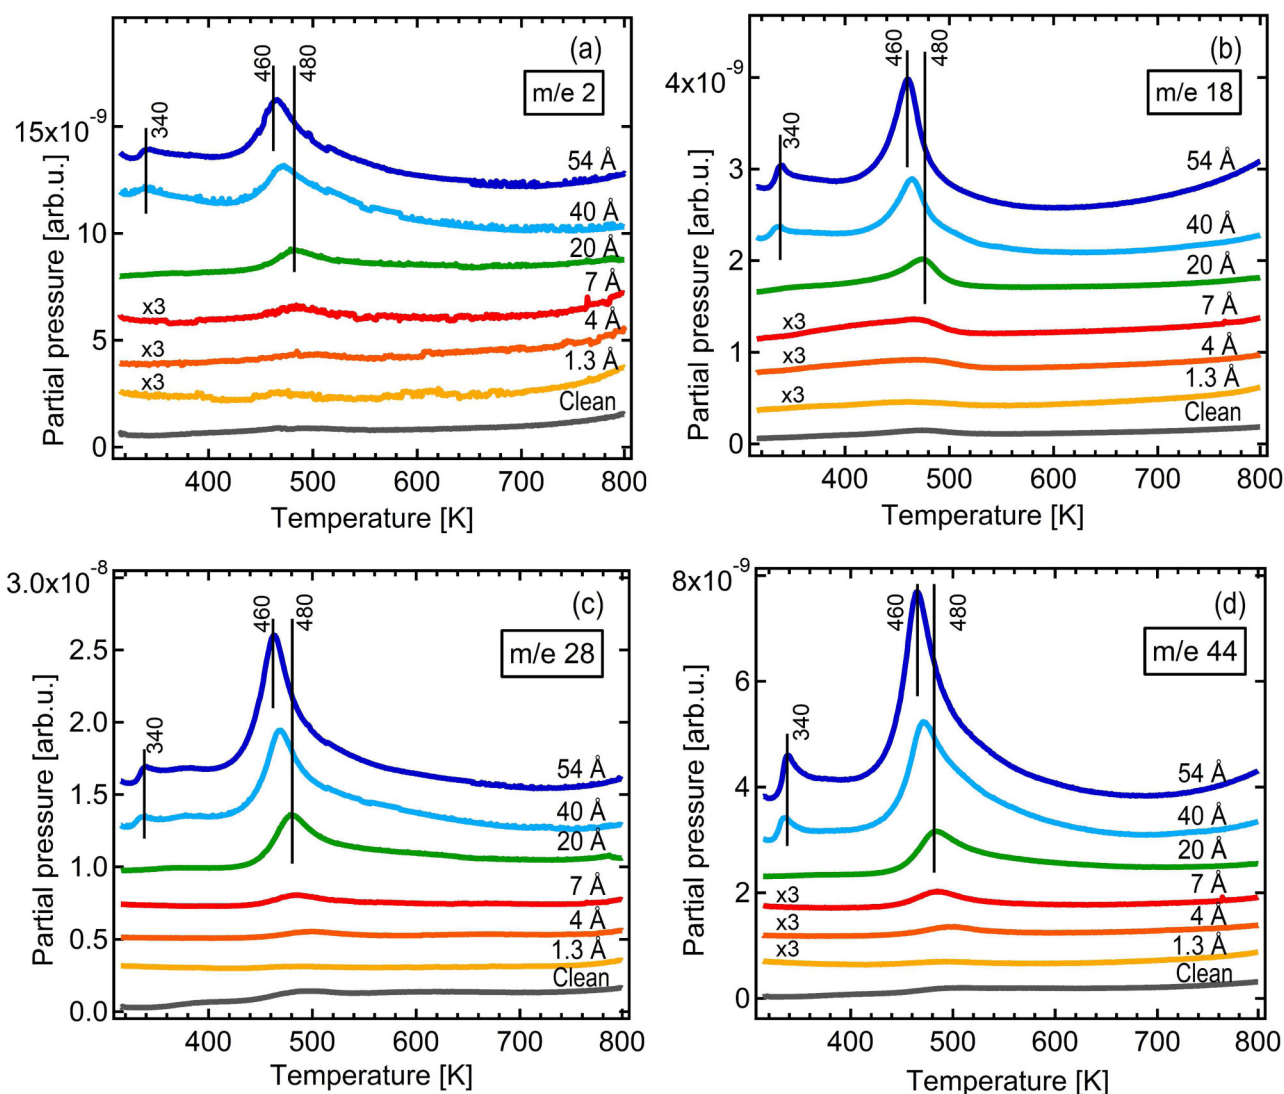 (a)
m/e 2
460
480
340
15x10⁻⁹
10
5
0
54 Å
40 Å
20 Å
7 Å
x3
4 Å
x3
1.3 Å
x3
Clean
Partial pressure [arb.u.]
400 500 600 700 800
Temperature [K]
(b)
m/e 18
460
480
340
4x10⁻⁹
3
2
1
0
54 Å
40 Å
20 Å
7 Å
x3
4 Å
x3
1.3 Å
x3
Clean
Partial pressure [arb.u.]
400 500 600 700 800
Temperature [K]
(c)
m/e 28
460
480
340
3.0x10⁻⁸
2.5
2.0
1.5
1.0
0.5
0.0
54 Å
40 Å
20 Å
7 Å
4 Å
1.3 Å
Clean
Partial pressure [arb.u.]
400 500 600 700 800
Temperature [K]
(d)
m/e 44
460
480
340
8x10⁻⁹
6
4
2
0
54 Å
40 Å
20 Å
7 Å
x3
4 Å
x3
1.3 Å
x3
Clean
Partial pressure [arb.u.]
400 500 600 700 800
Temperature [K]